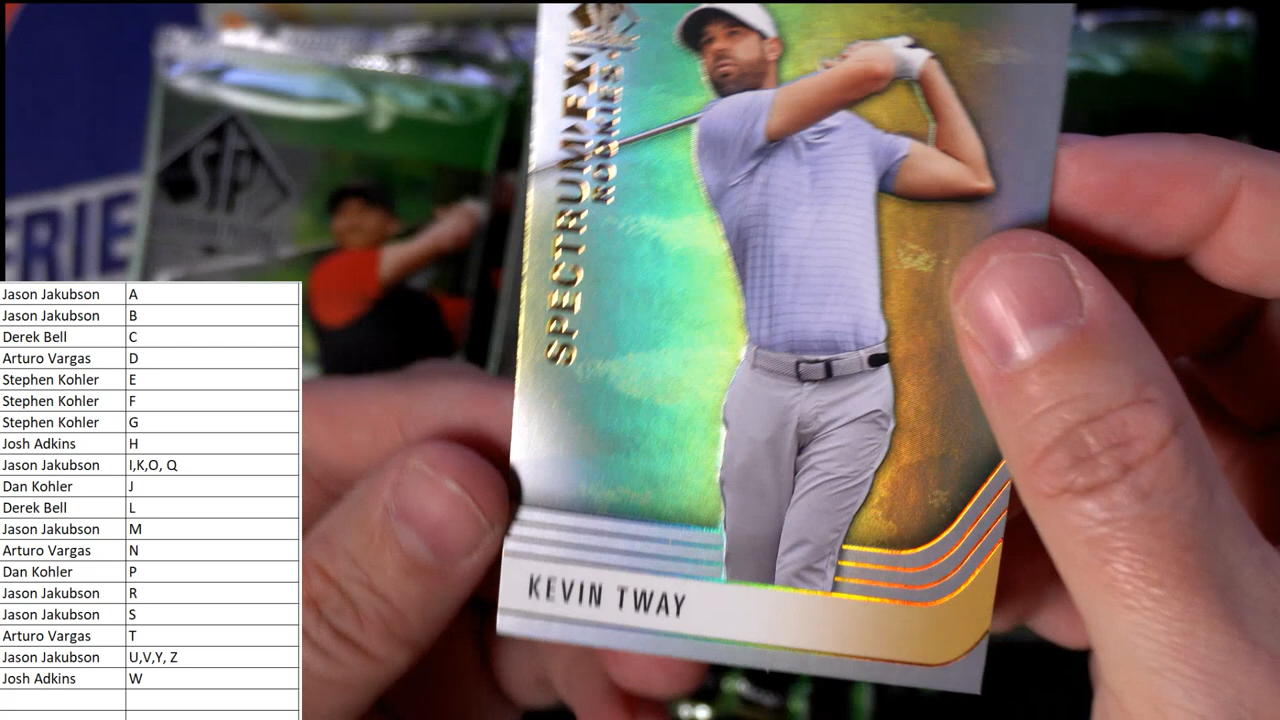 SPECTRUM FX
ROOKIES
SP
ERIE
Jason Jakubson A
Jason Jakubson B
Derek Bell C
Arturo Vargas D
Stephen Kohler E
Stephen Kohler F
Stephen Kohler G
Josh Adkins H
Jason Jakubson I,K,O, Q
Dan Kohler J
Derek Bell L
Jason Jakubson M
Arturo Vargas N
Dan Kohler P
Jason Jakubson R
Jason Jakubson S
Arturo Vargas T
Jason Jakubson U,V,Y, Z
Josh Adkins W
KEVIN TWAY